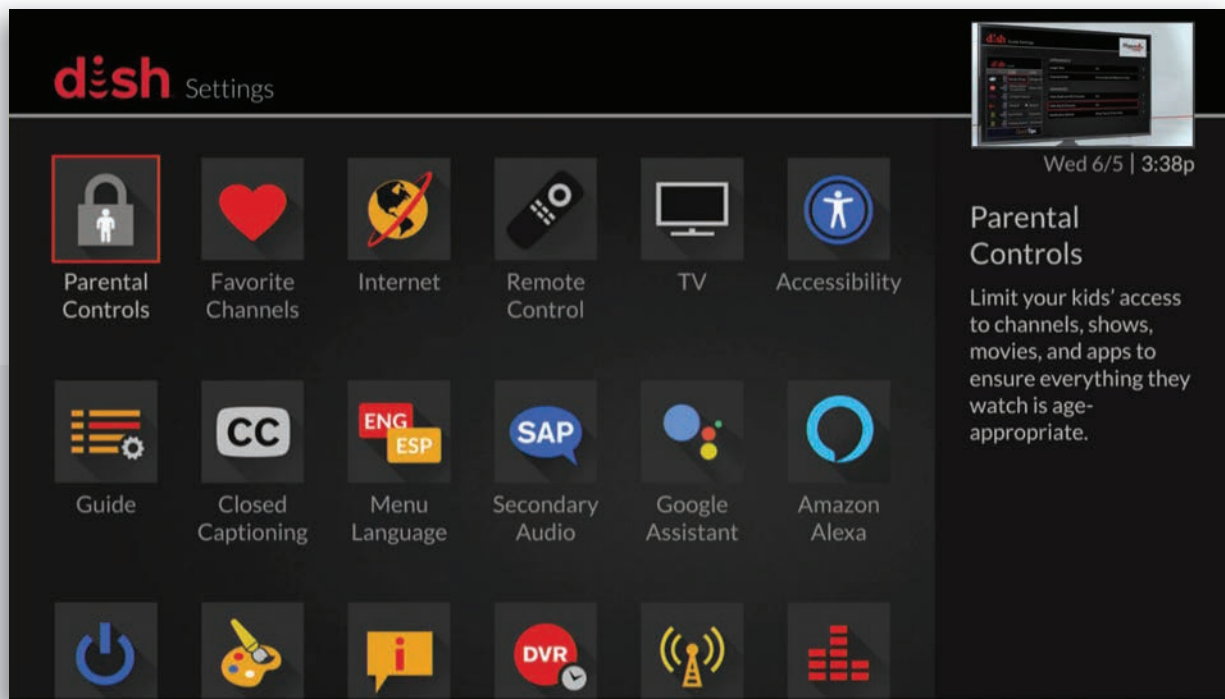 dish Settings
Wed 6/5 | 3:38p
Parental
Controls
Favorite
Channels
Internet
Remote
Control
TV
Accessibility
Parental
Controls
Limit your kids' access
to channels, shows,
movies, and apps to
ensure everything they
watch is age-
appropriate.
CC
ENG
ESP
SAP
Guide
Closed
Captioning
Menu
Language
Secondary
Audio
Google
Assistant
Amazon
Alexa
i
DVR